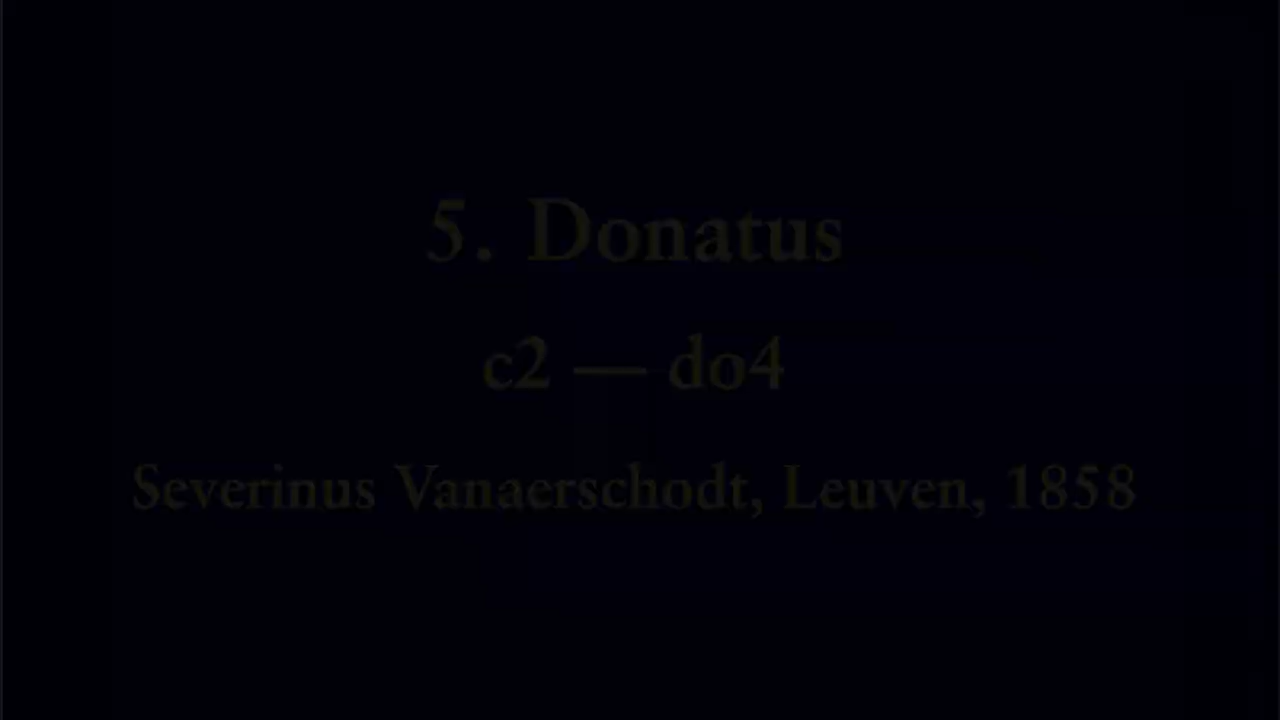 5. Donatus
c2 — do4
Severinus Vanaerschodt, Leuven, 1858